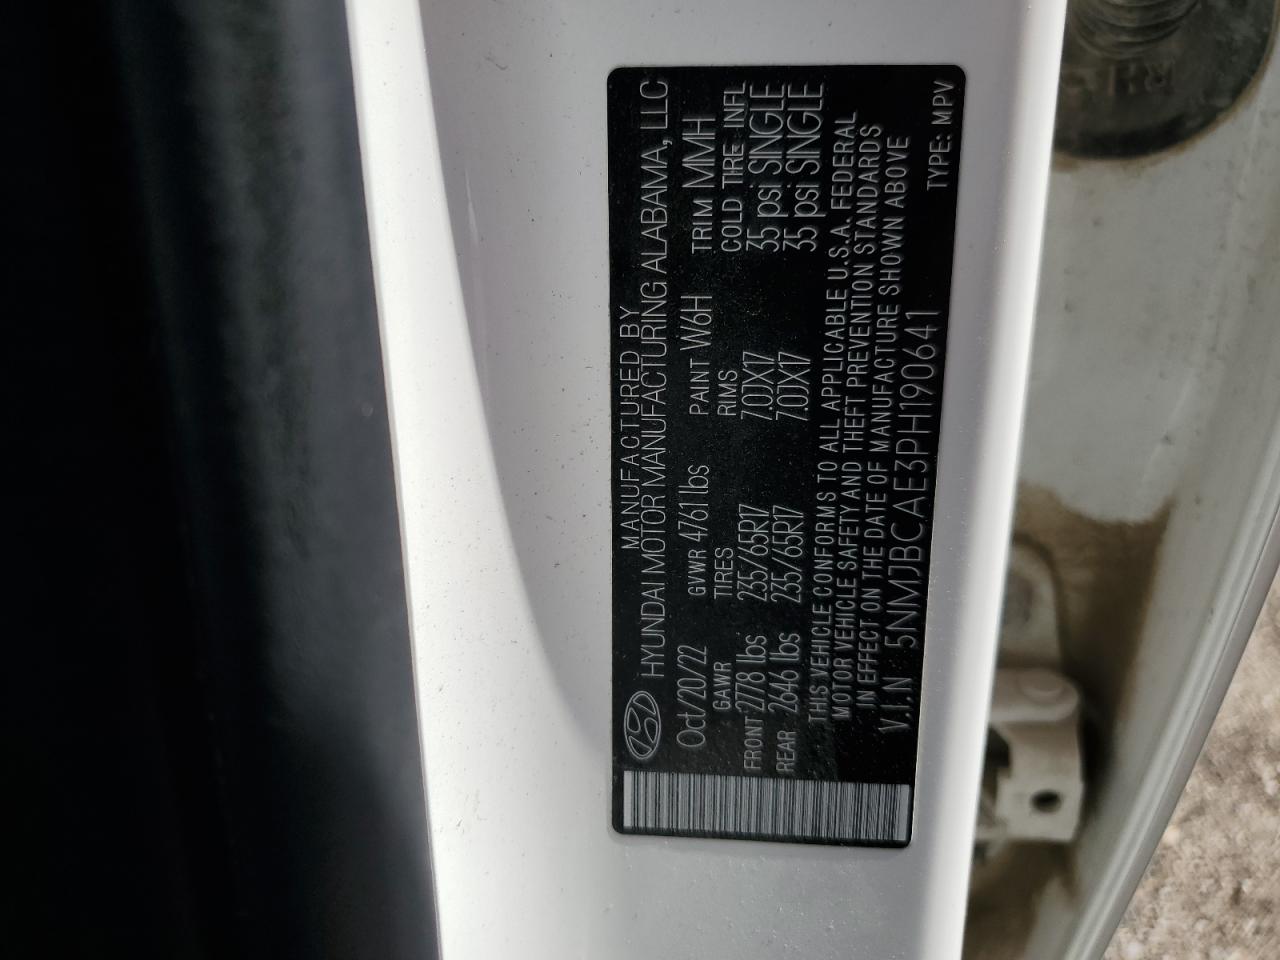 MANUFACTURED BY
HYUNDAI MOTOR MANUFACTURING ALABAMA, LLC
Oct/20/22 GVWR 4761 lbs PAINT W6H TRIM MMH
GAWR TIRES RIMS COLD TIRE INFL
FRONT 2778 lbs 235/65R17 7.0JX17 35 psi SINGLE
REAR 2646 lbs 235/65R17 7.0JX17 35 psi SINGLE
THIS VEHICLE CONFORMS TO ALL APPLICABLE U.S.A. FEDERAL
MOTOR VEHICLE SAFETY AND THEFT PREVENTION STANDARDS
IN EFFECT ON THE DATE OF MANUFACTURE SHOWN ABOVE
V.I.N 5NMJBCAE3PH190641 TYPE: MPV